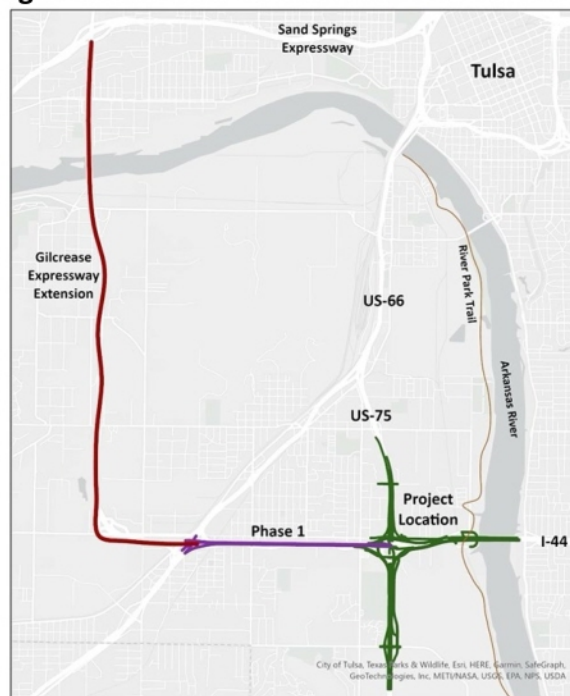 Sand Springs
Expressway
Tulsa
Gilcrease
Expressway
Extension
River Park Trail
US-66
Arkansas River
US-75
Project
Location
Phase 1
I-44
City of Tulsa, Texas Parks & Wildlife, Esri, HERE, Garmin, SafeGraph,
GeoTechnologies, Inc, METI/NASA, USGS, EPA, NPS, USDA